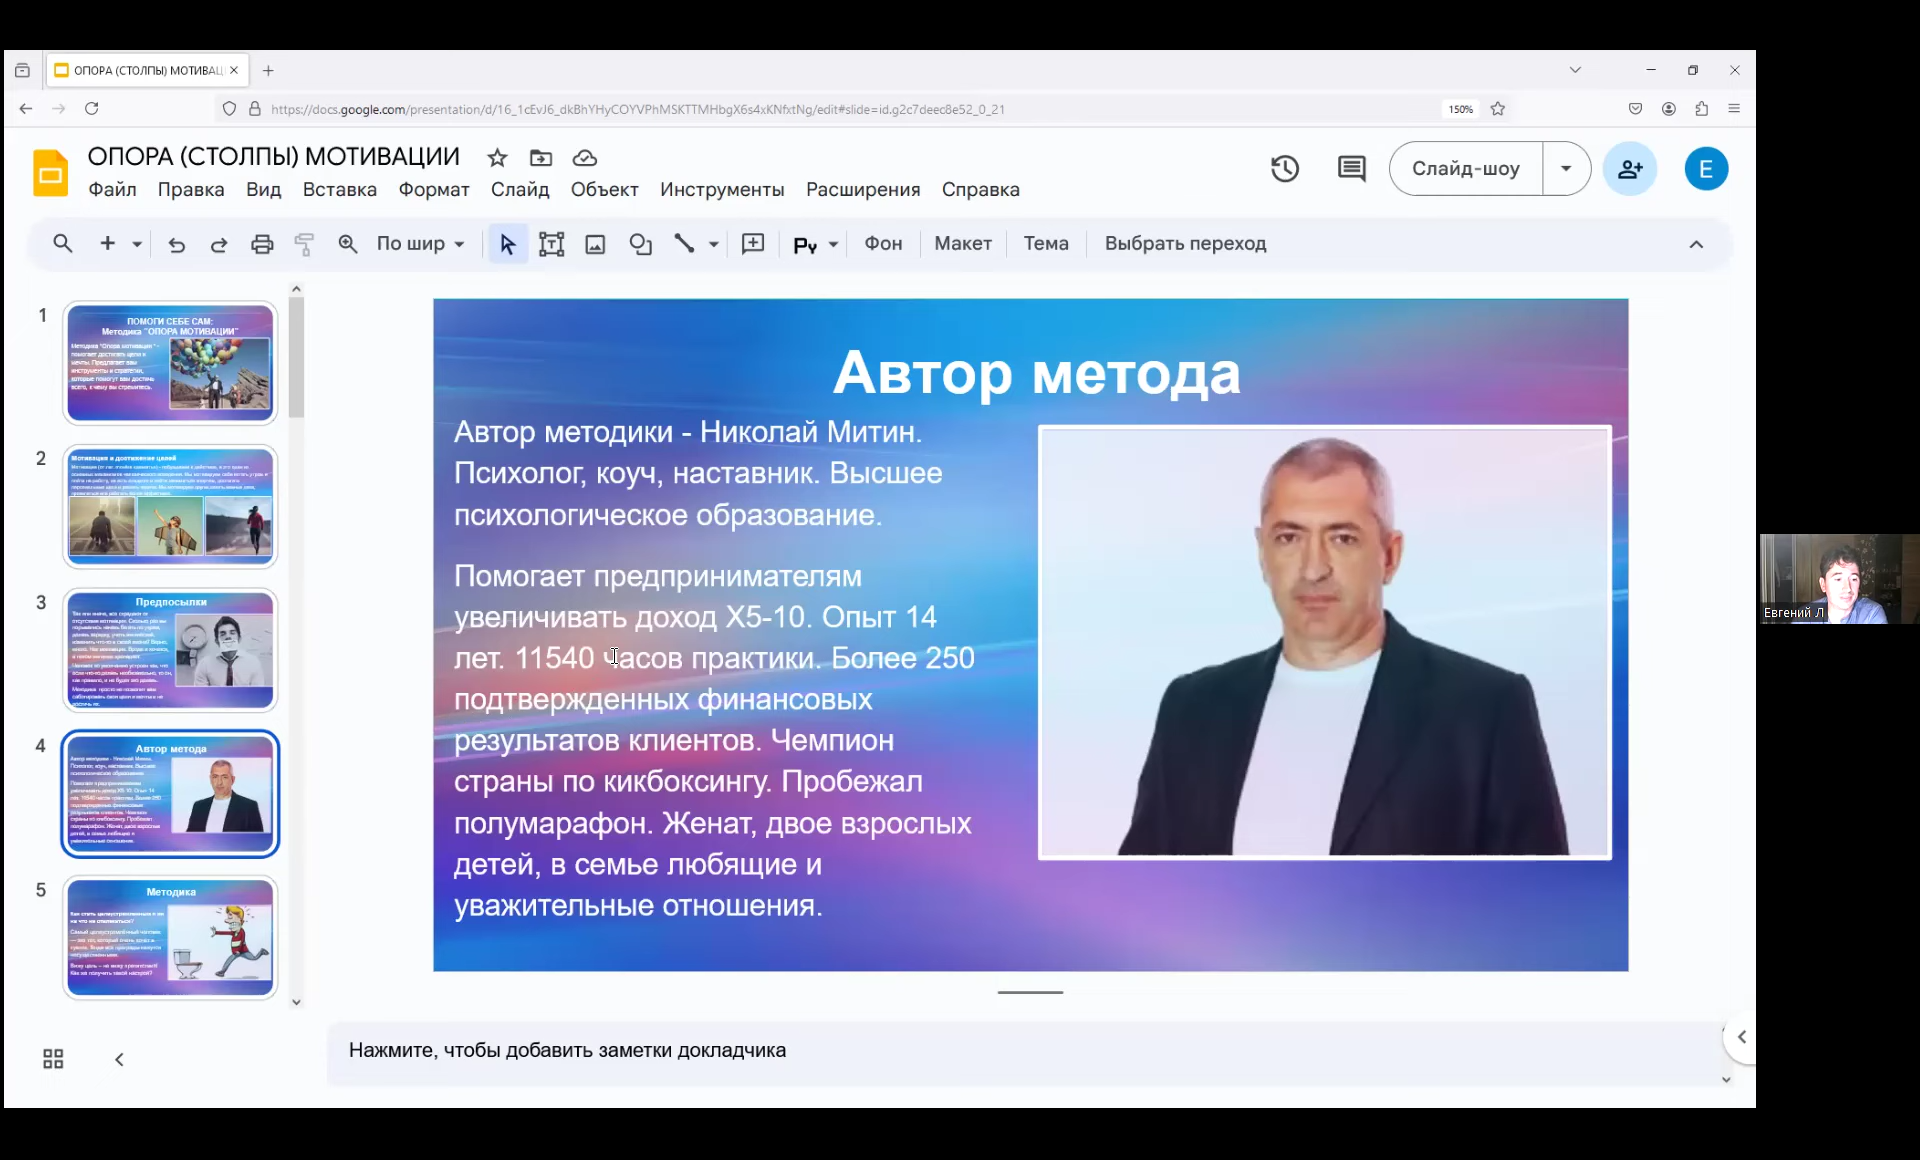 ОПОРА (СТОЛПЫ) МОТИВАЦ
https://docs.google.com/presentation/d/16_1cEvJ6_dkBhYHyCOYVPhMSKTTMHbgX6s4xKNfxtNg/edit#slide=id.g2c7deec8e52_0_21
150%
ОПОРА (СТОЛПЫ) МОТИВАЦИИ
Файл Правка Вид Вставка Формат Слайд Объект Инструменты Расширения Справка
Слайд-шоу
E
По шир
Фон Макет Тема Выбрать переход
1
ПОМОГИ СЕБЕ САМ:
Методика "ОПОРА МОТИВАЦИИ"
2
Мотивация и достижение целей
3
Предпосылки
4
Автор метода
5
Методика
Автор метода
Автор методики - Николай Митин.
Психолог, коуч, наставник. Высшее
психологическое образование.
Помогает предпринимателям
увеличивать доход Х5-10. Опыт 14
лет. 11540 часов практики. Более 250
подтвержденных финансовых
результатов клиентов. Чемпион
страны по кикбоксингу. Пробежал
полумарафон. Женат, двое взрослых
детей, в семье любящие и
уважительные отношения.
Нажмите, чтобы добавить заметки докладчика
Евгений Л